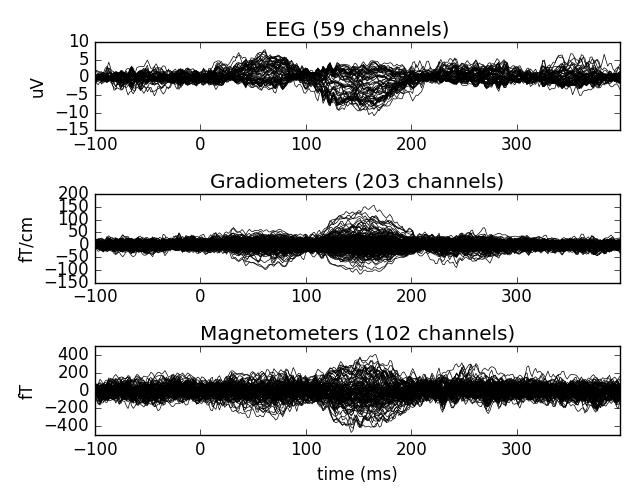 EEG (59 channels)
10
5
0
−5
−10
−15
uV
−100 0 100 200 300
Gradiometers (203 channels)
200
150
100
50
0
−50
−100
−150
fT/cm
−100 0 100 200 300
Magnetometers (102 channels)
400
200
0
−200
−400
fT
−100 0 100 200 300
time (ms)